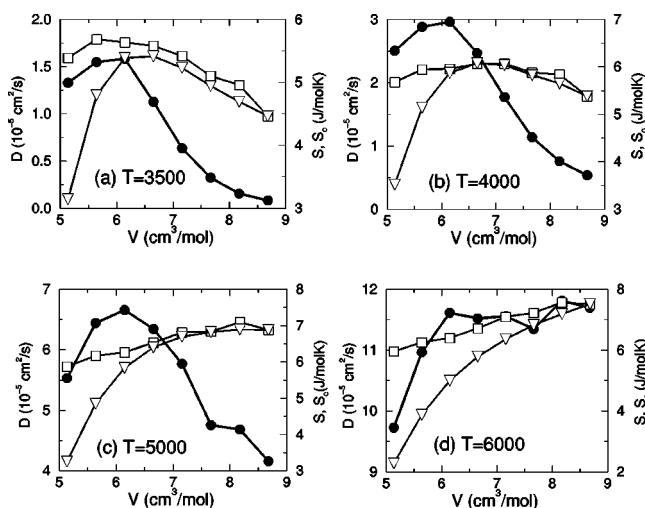 2.0
1.5
1.0
0.5
0.0
D (10⁻⁵ cm²/s)
6
5
4
3
S, Sc (J/molK)
(a) T=3500
5 6 7 8 9
V (cm³/mol)
3
2
1
0
D (10⁻⁵ cm²/s)
7
6
5
4
3
S, Sc (J/molK)
(b) T=4000
5 6 7 8 9
V (cm³/mol)
7
6
5
4
D (10⁻⁵ cm²/s)
8
7
6
5
4
3
S, Sc(J/molK)
(c) T=5000
5 6 7 8 9
V (cm³/mol)
12
11
10
9
D (10⁻⁵ cm²/s)
8
6
4
2
S, S (J/molK)
(d) T=6000
5 6 7 8 9
V (cm³/mol)